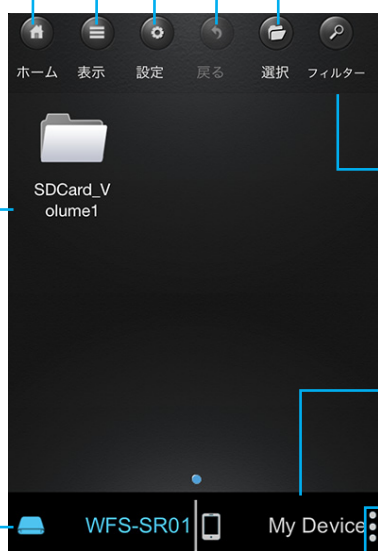 ホーム 表示 設定 戻る 選択 フィルター
SDCard_V
olume1
WFS-SR01 My Device